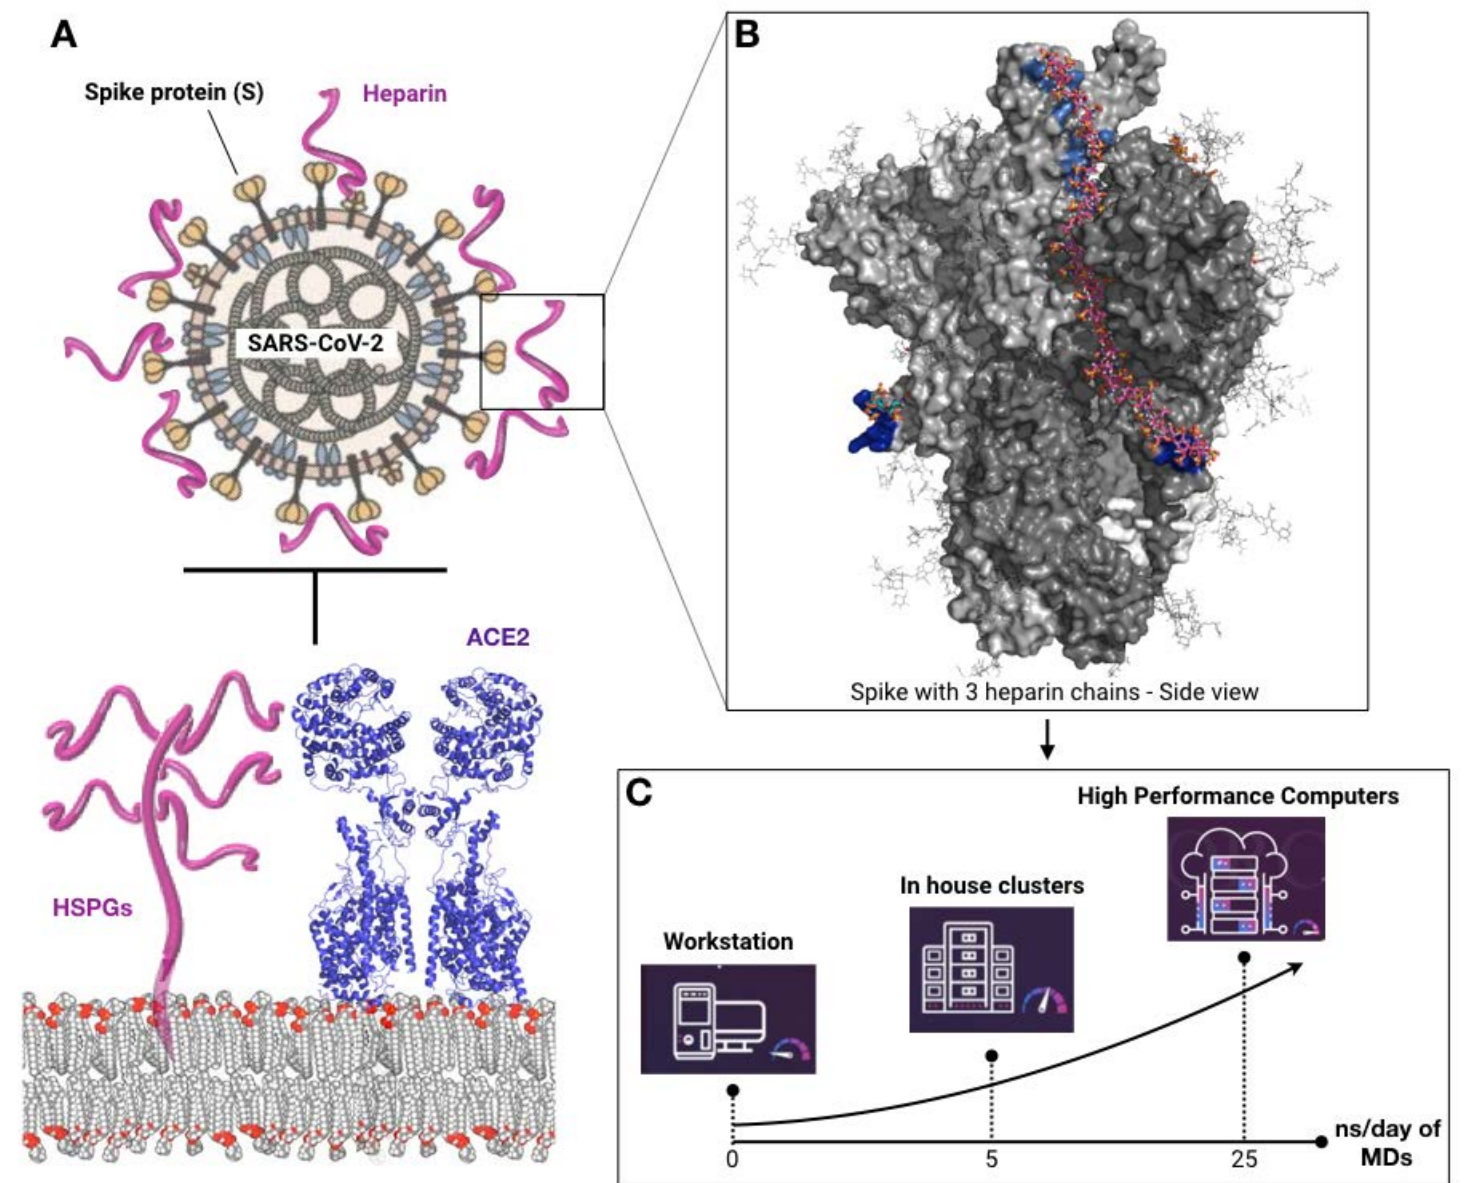 A
Spike protein (S)
Heparin
SARS-CoV-2
ACE2
HSPGs
B
Spike with 3 heparin chains - Side view
C
High Performance Computers
In house clusters
Workstation
0
5
25
ns/day of
MDs